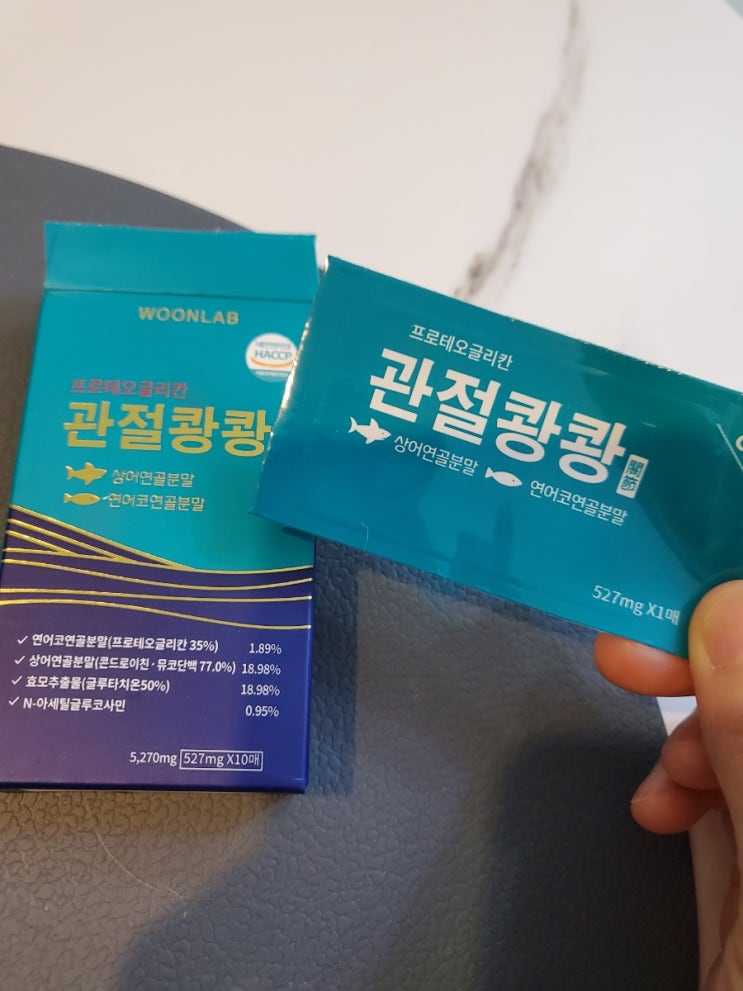 WOONLAB
HACCP
프로테오글리칸
관절쾅쾅
상어연골분말
연어코연골분말
✓ 연어코연골분말(프로테오글리칸 35%) 1.89%
✓ 상어연골분말(콘드로이친·뮤코단백 77.0%) 18.98%
✓ 효모추출물(글루타치온50%) 18.98%
✓ N-아세틸글루코사민 0.95%
5,270mg 527mg X10매
프로테오글리칸
관절쾅쾅
關節
상어연골분말 연어코연골분말
527mg X1매